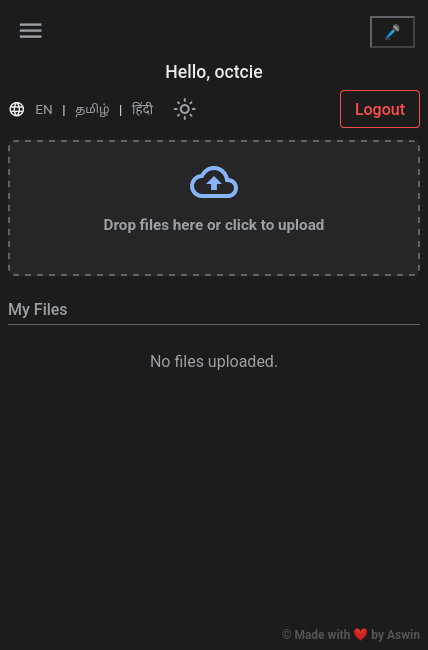 Hello, octcie
EN | தமிழ் | हिंदी
Logout
Drop files here or click to upload
My Files
No files uploaded.
© Made with ❤️ by Aswin